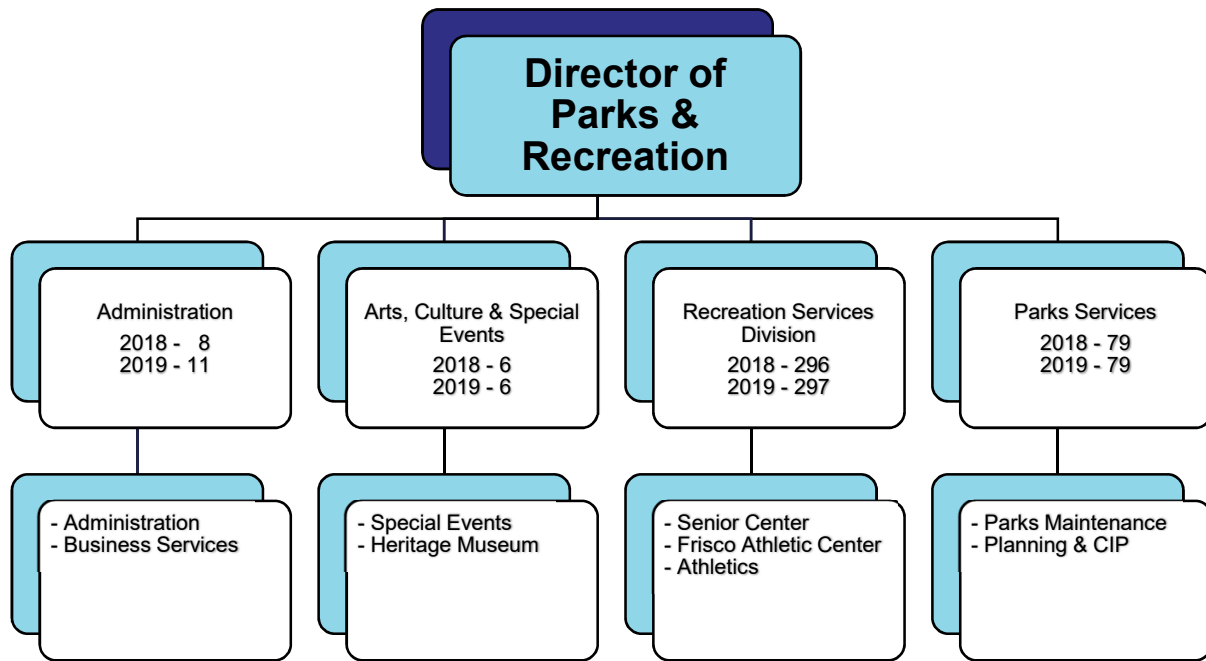 Director of
Parks &
Recreation
Administration
2018 -   8
2019 - 11
Arts, Culture & Special
Events
2018 - 6
2019 - 6
Recreation Services
Division
2018 - 296
2019 - 297
Parks Services
2018 - 79
2019 - 79
- Administration
- Business Services
- Special Events
- Heritage Museum
- Senior Center
- Frisco Athletic Center
- Athletics
- Parks Maintenance
- Planning & CIP